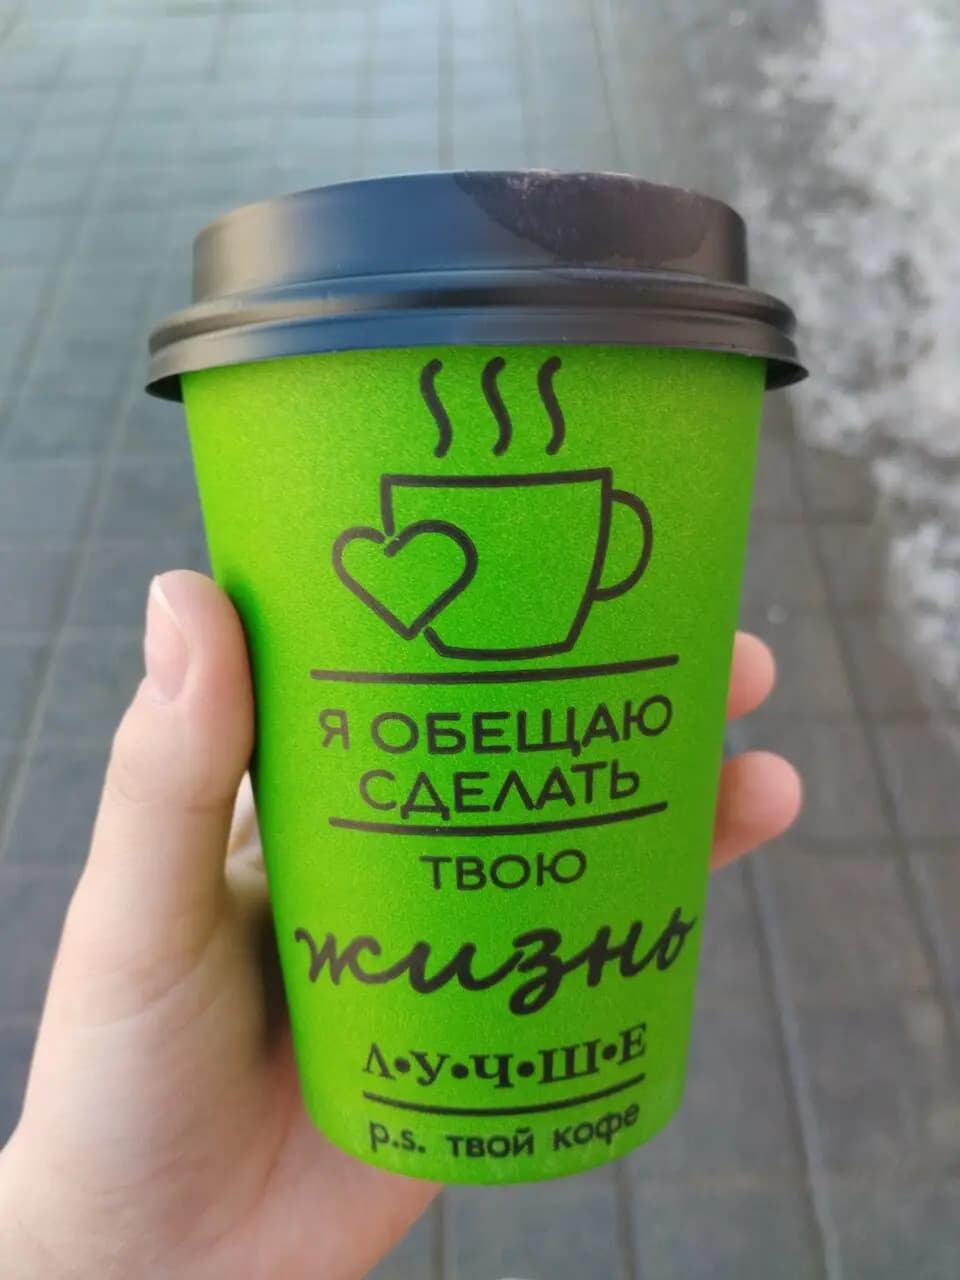 Я ОБЕЩАЮ
СДЕЛАТЬ
ТВОЮ
жизнь
Л•У•Ч•Ш•Е
p.s. твой кофе